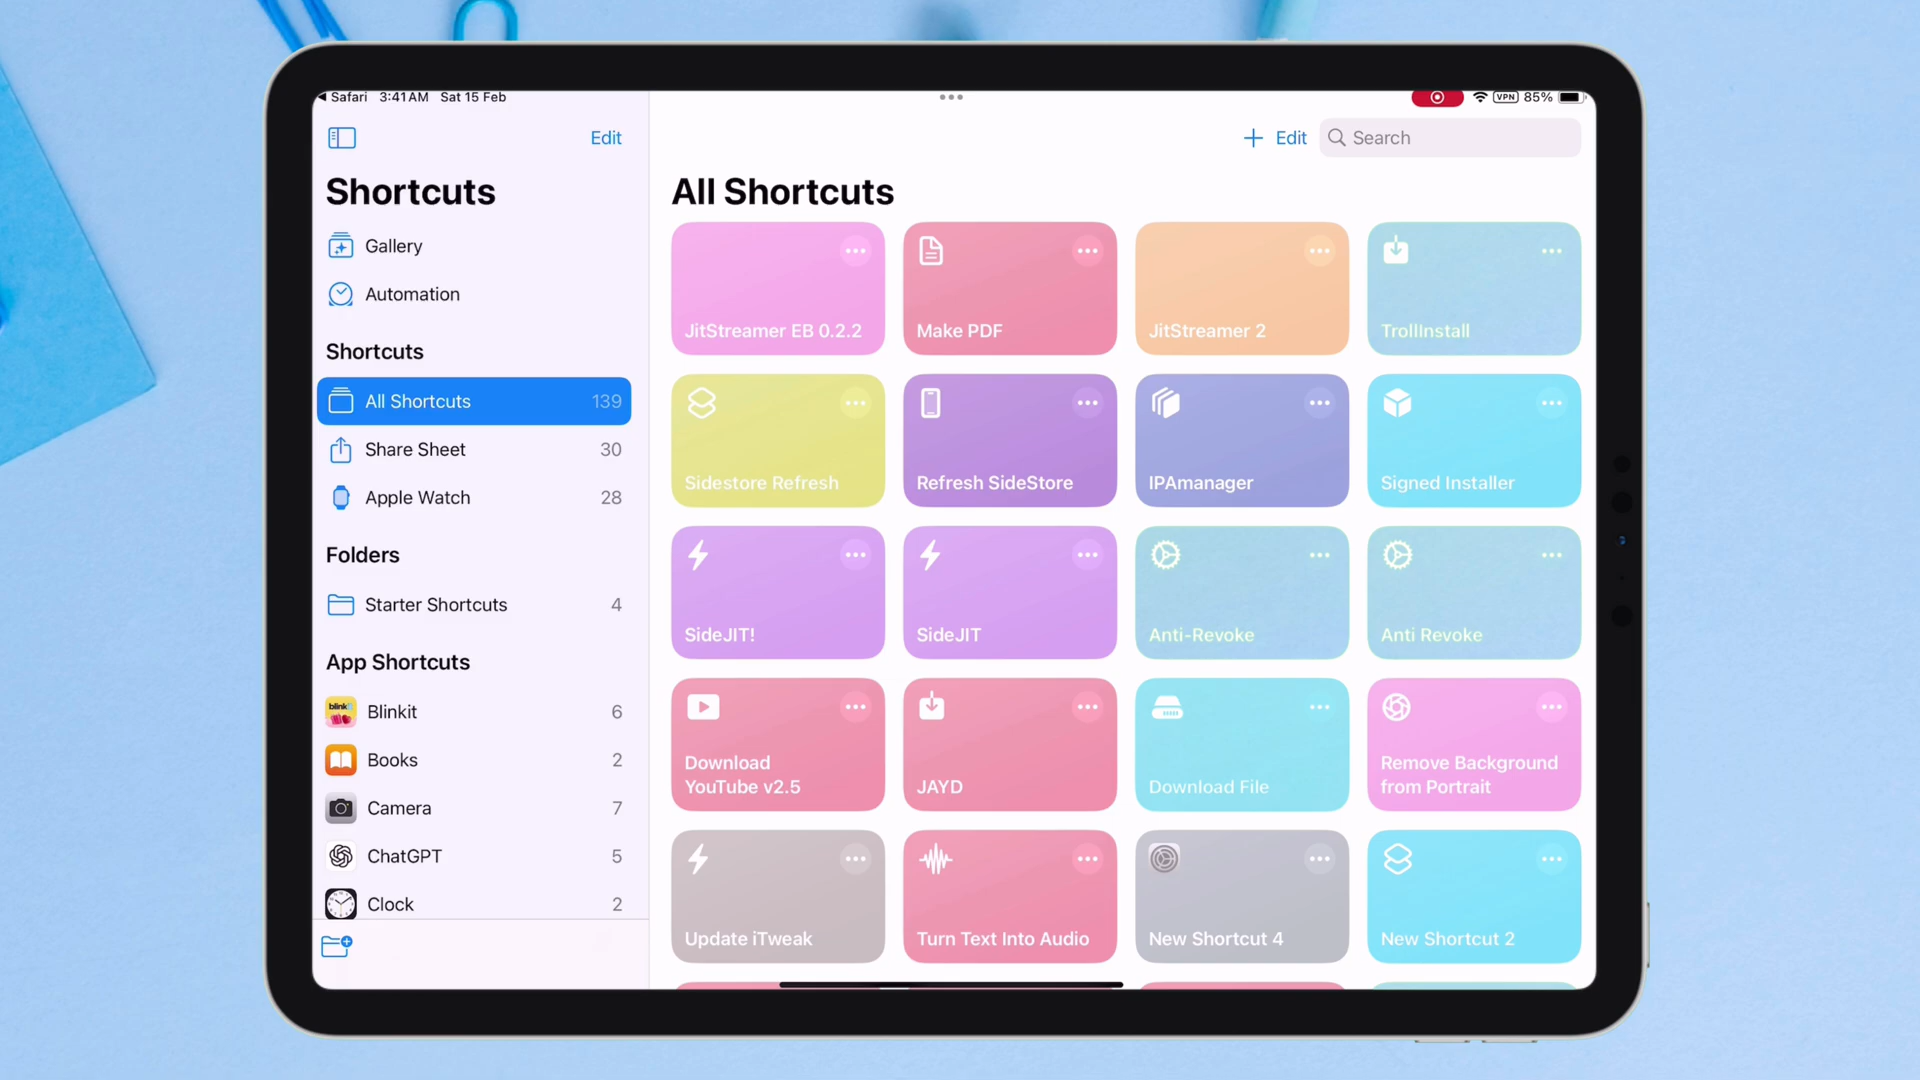 Safari 3:41 AM Sat 15 Feb
VPN 85%
Edit
Edit
Search
Shortcuts
Gallery
Automation
Shortcuts
All Shortcuts 139
Share Sheet 30
Apple Watch 28
Folders
Starter Shortcuts 4
App Shortcuts
blinkit
Blinkit 6
Books 2
Camera 7
ChatGPT 5
Clock 2
All Shortcuts
JitStreamer EB 0.2.2
Make PDF
JitStreamer 2
TrollInstall
Sidestore Refresh
Refresh SideStore
IPAmanager
Signed Installer
SideJIT!
SideJIT
Anti-Revoke
Anti Revoke
Download
YouTube v2.5
JAYD
Download File
Remove Background
from Portrait
Update iTweak
Turn Text Into Audio
New Shortcut 4
New Shortcut 2